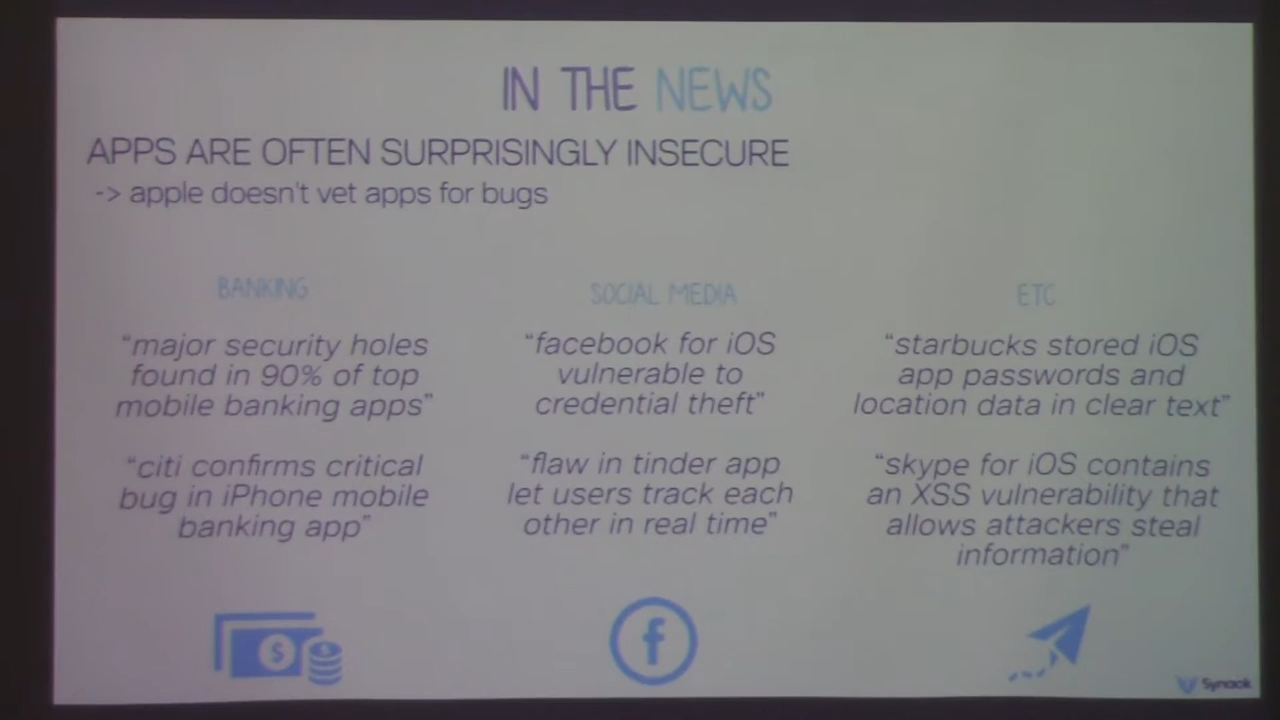 IN THE NEWS
APPS ARE OFTEN SURPRISINGLY INSECURE
-> apple doesn't vet apps for bugs
BANKING
"major security holes
found in 90% of top
mobile banking apps"
"citi confirms critical
bug in iPhone mobile
banking app"
SOCIAL MEDIA
"facebook for iOS
vulnerable to
credential theft"
"flaw in tinder app
let users track each
other in real time"
ETC
"starbucks stored iOS
app passwords and
location data in clear text"
"skype for iOS contains
an XSS vulnerability that
allows attackers steal
information"
$
f
Synack